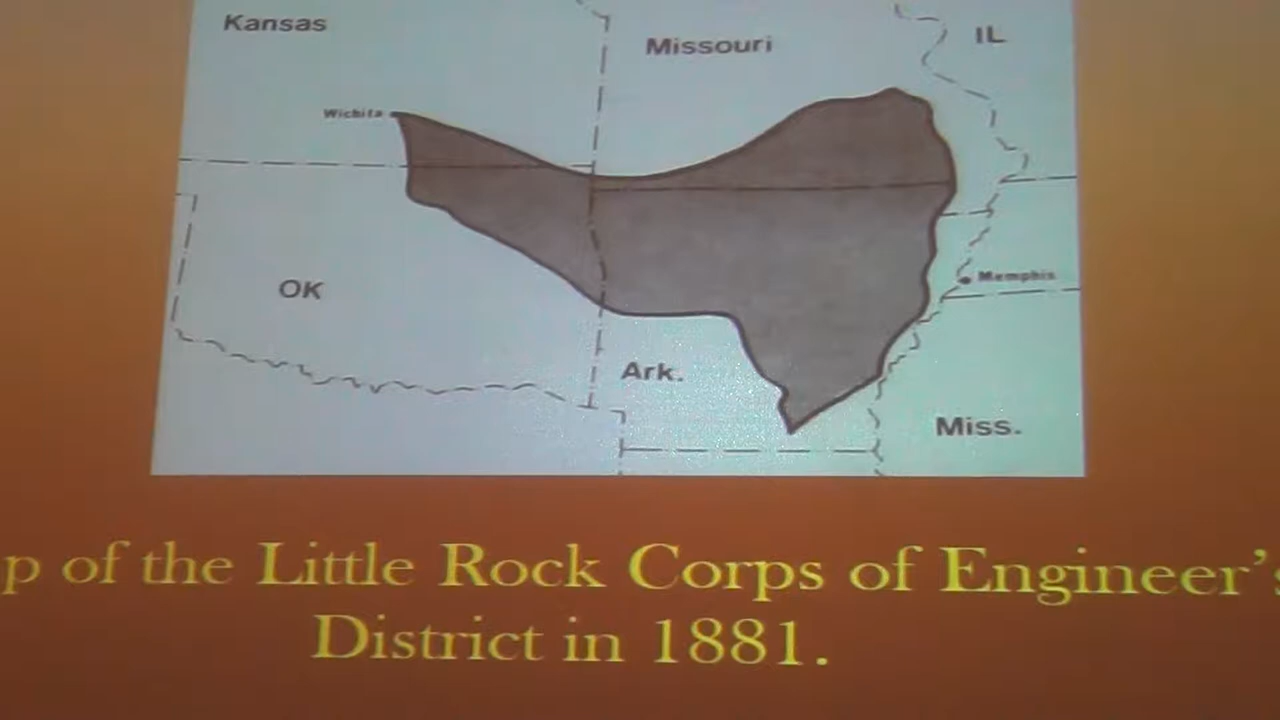 Kansas
Missouri
IL
Wichita
Memphis
OK
Ark.
Miss.
p of the Little Rock Corps of Engineer's
District in 1881.